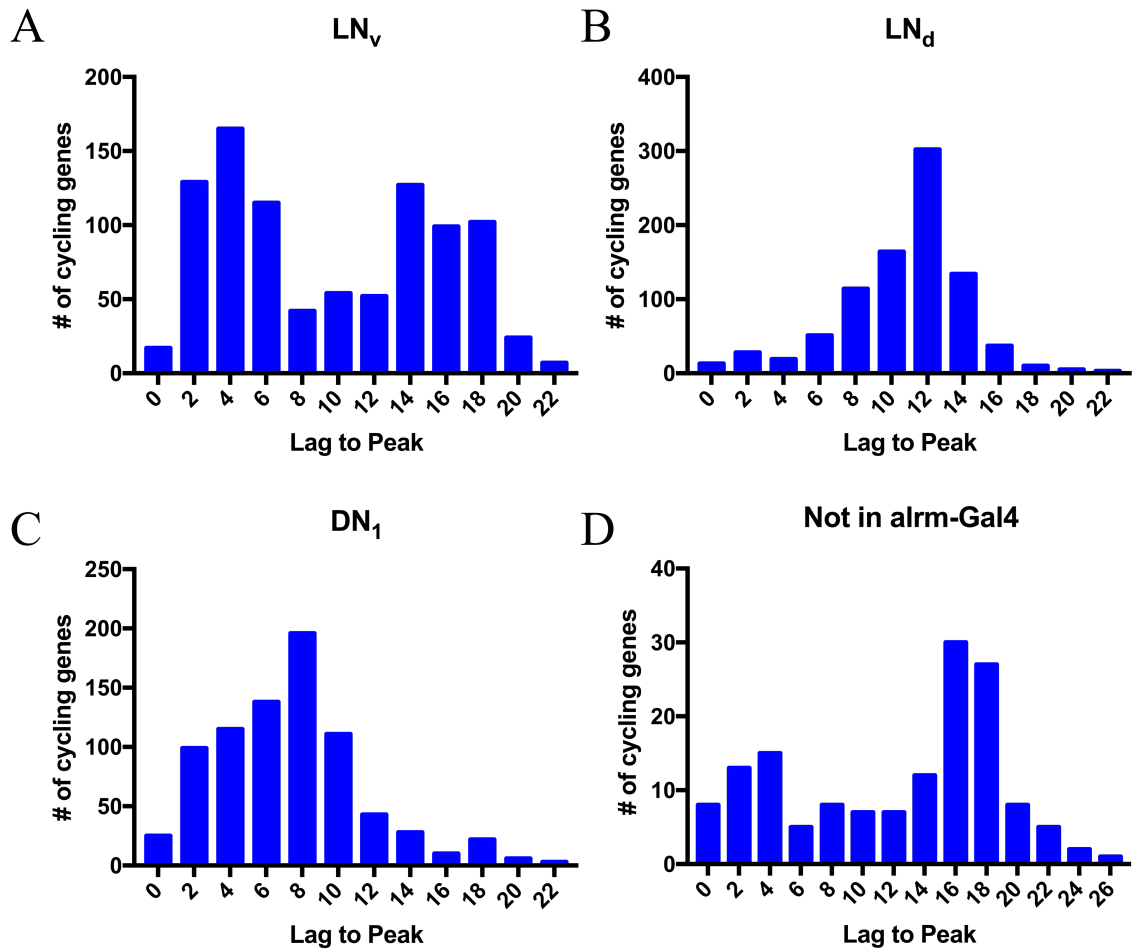 A
LNv
# of cycling genes
200
150
100
50
0
0 2 4 6 8 10 12 14 16 18 20 22
Lag to Peak
B
LNd
# of cycling genes
400
300
200
100
0
0 2 4 6 8 10 12 14 16 18 20 22
Lag to Peak
C
DN1
# of cycling genes
250
200
150
100
50
0
0 2 4 6 8 10 12 14 16 18 20 22
Lag to Peak
D
Not in alrm-Gal4
# of cycling genes
40
30
20
10
0
0 2 4 6 8 10 12 14 16 18 20 22 24 26
Lag to Peak